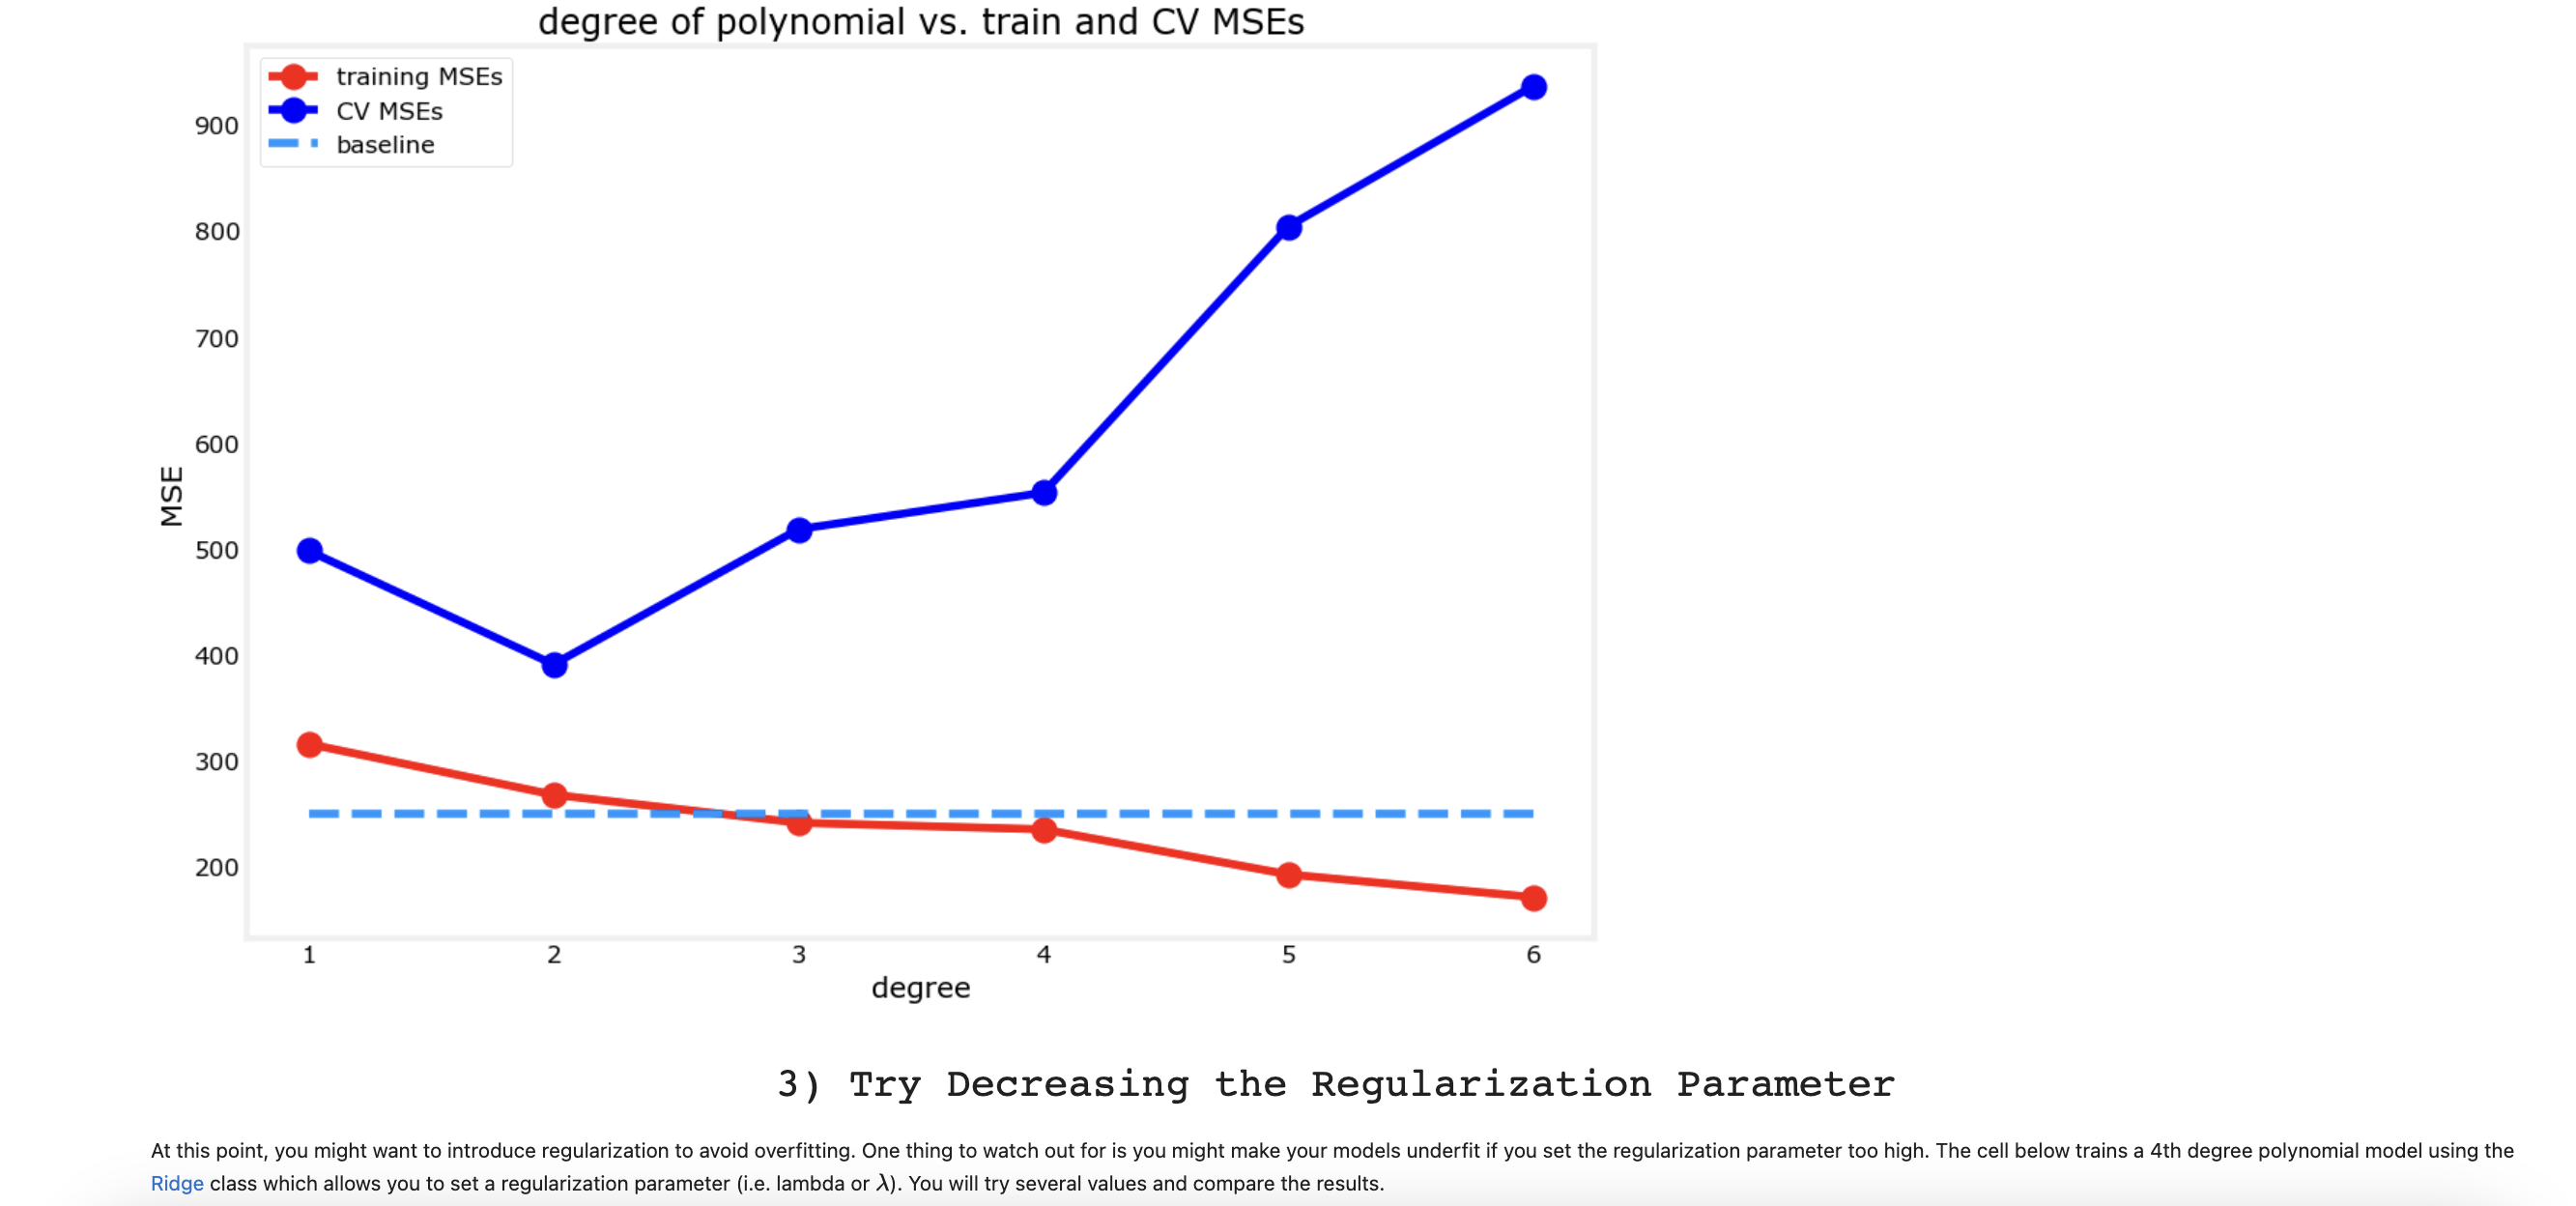 degree of polynomial vs. train and CV MSEs
training MSEs
CV MSEs
baseline
900
800
700
600
500
400
300
200
MSE
1 2 3 4 5 6
degree
3) Try Decreasing the Regularization Parameter
At this point, you might want to introduce regularization to avoid overfitting. One thing to watch out for is you might make your models underfit if you set the regularization parameter too high. The cell below trains a 4th degree polynomial model using the
Ridge class which allows you to set a regularization parameter (i.e. lambda or λ). You will try several values and compare the results.